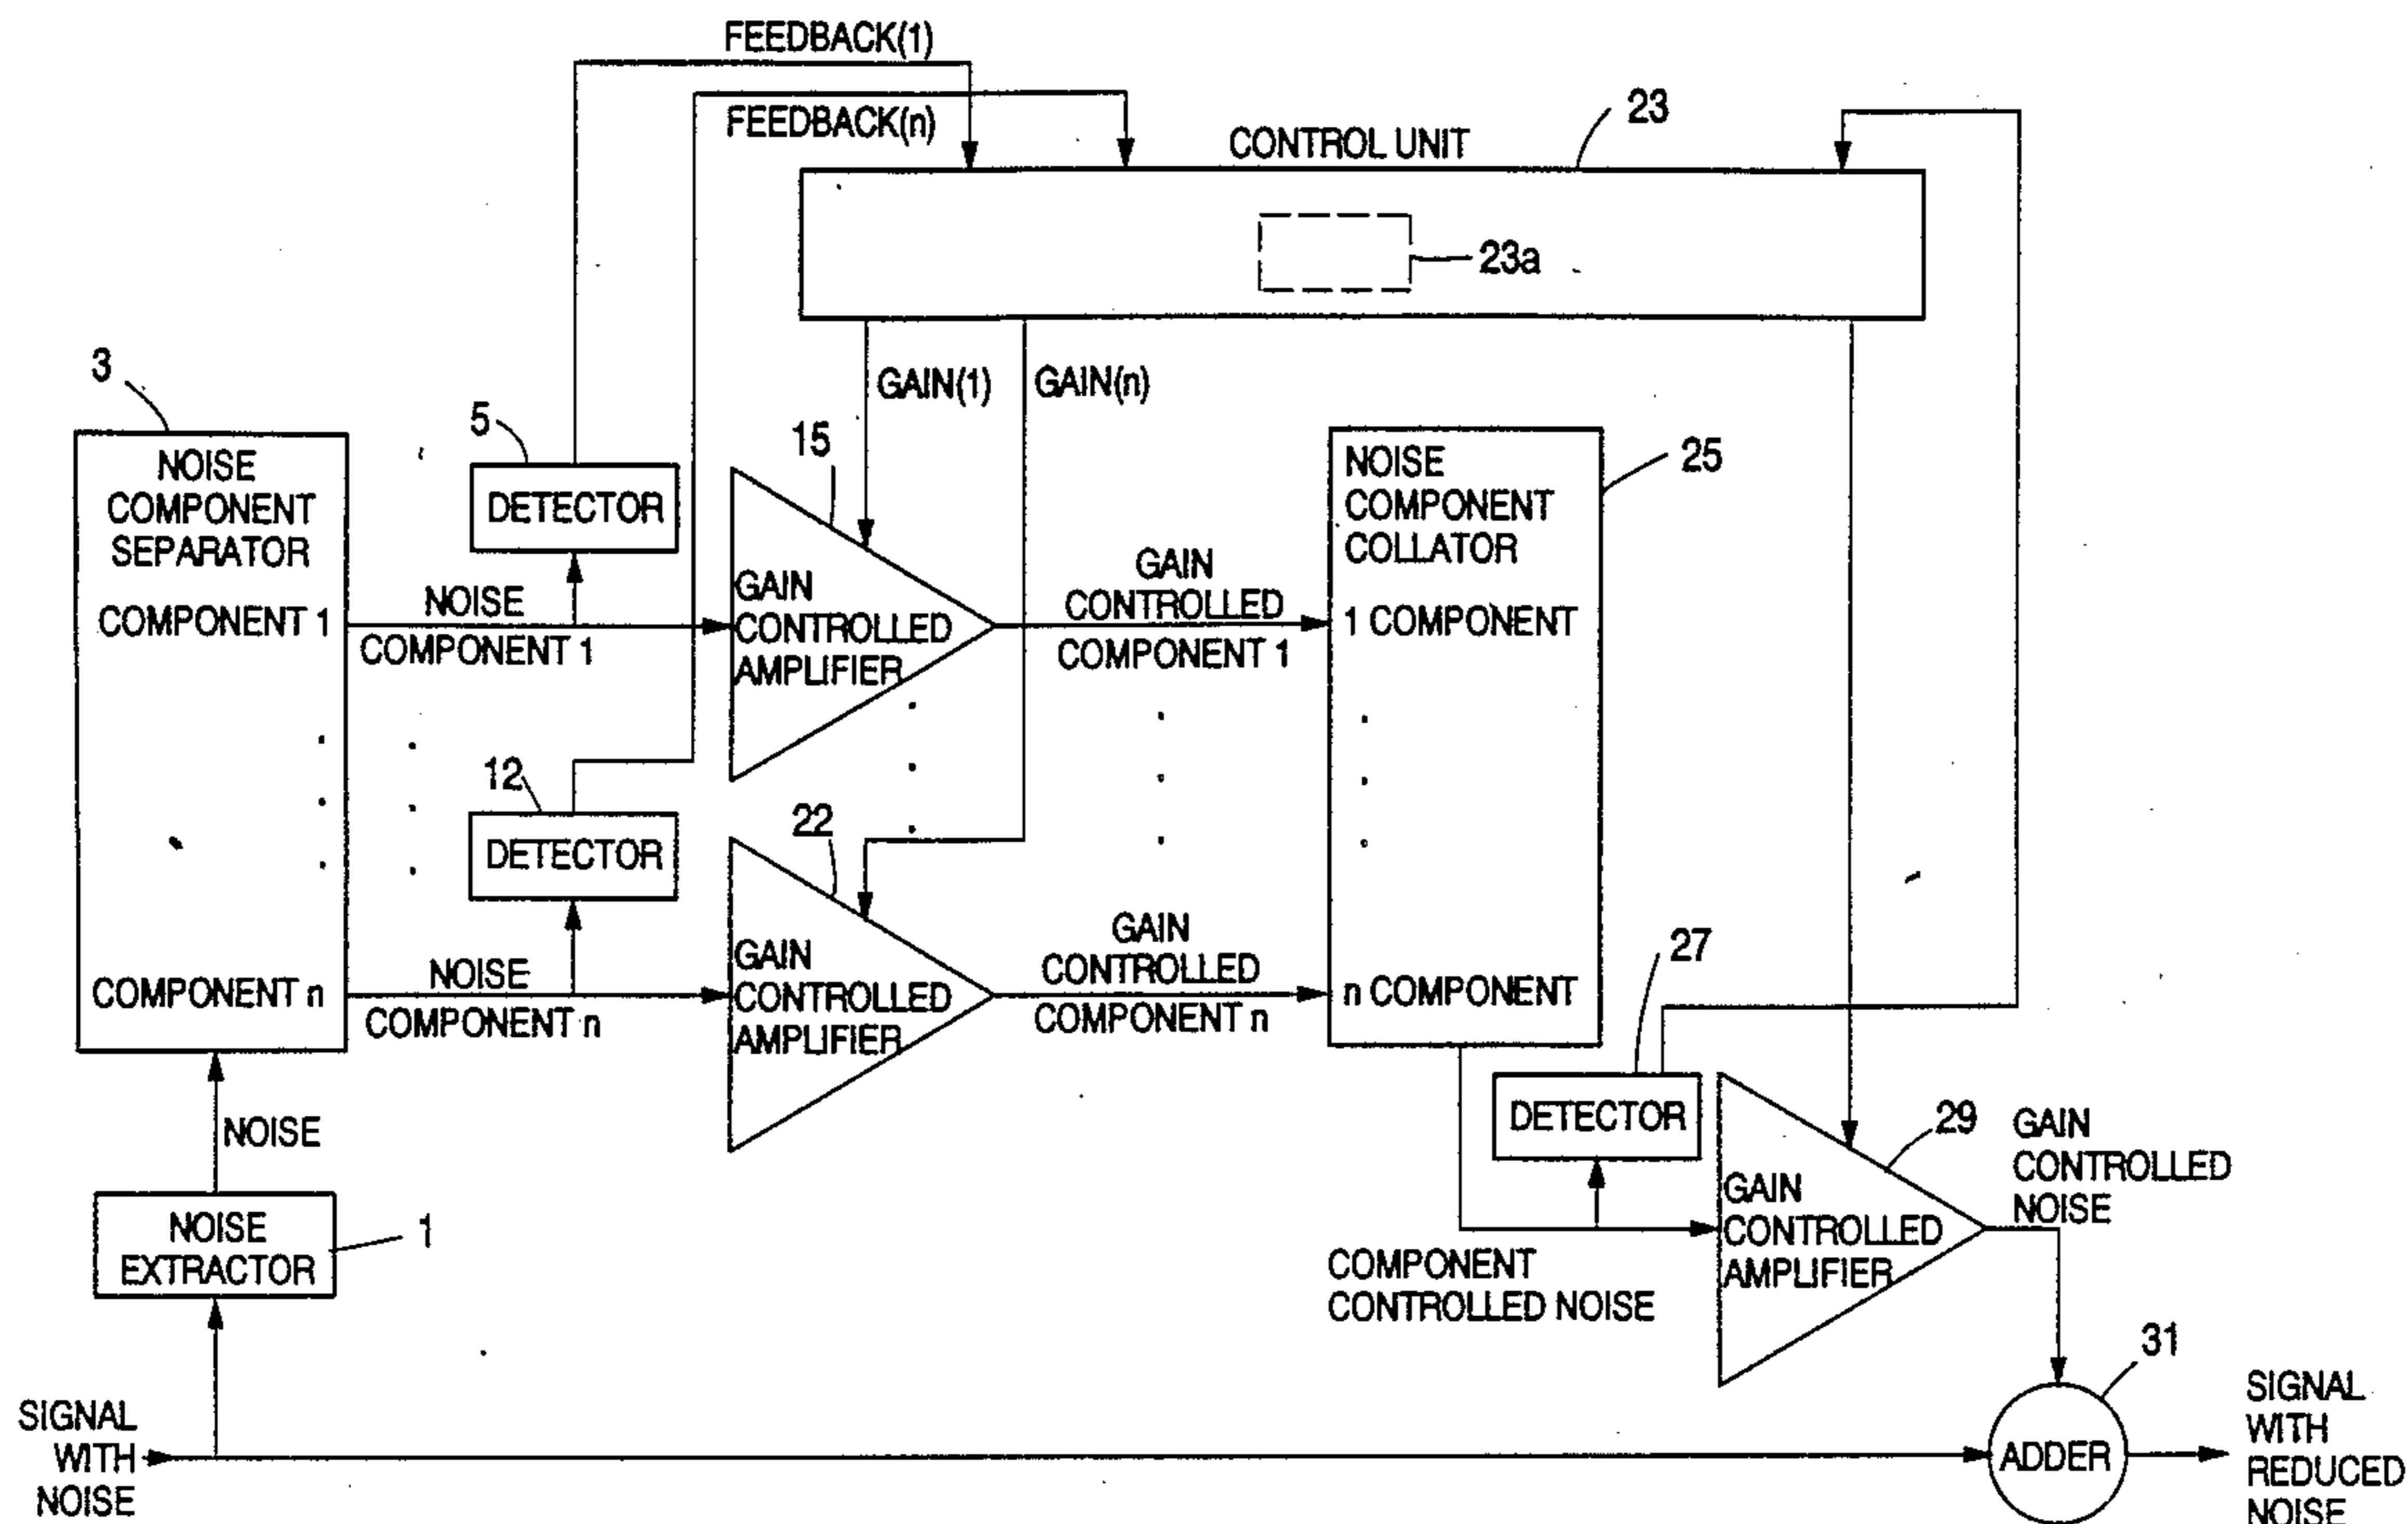 FEEDBACK(1)
FEEDBACK(n)
CONTROL UNIT
23
23a
GAIN(1)
GAIN(n)
3
NOISE
COMPONENT
SEPARATOR
COMPONENT 1
COMPONENT n
5
DETECTOR
NOISE
COMPONENT 1
15
GAIN
CONTROLLED
AMPLIFIER
GAIN
CONTROLLED
COMPONENT 1
25
NOISE
COMPONENT
COLLATOR
1 COMPONENT
n COMPONENT
12
DETECTOR
NOISE
COMPONENT n
22
GAIN
CONTROLLED
AMPLIFIER
GAIN
CONTROLLED
COMPONENT n
27
DETECTOR
29
GAIN
CONTROLLED
AMPLIFIER
GAIN
CONTROLLED
NOISE
COMPONENT
CONTROLLED NOISE
NOISE
NOISE
EXTRACTOR
1
SIGNAL
WITH
NOISE
31
ADDER
SIGNAL
WITH
REDUCED
NOISE